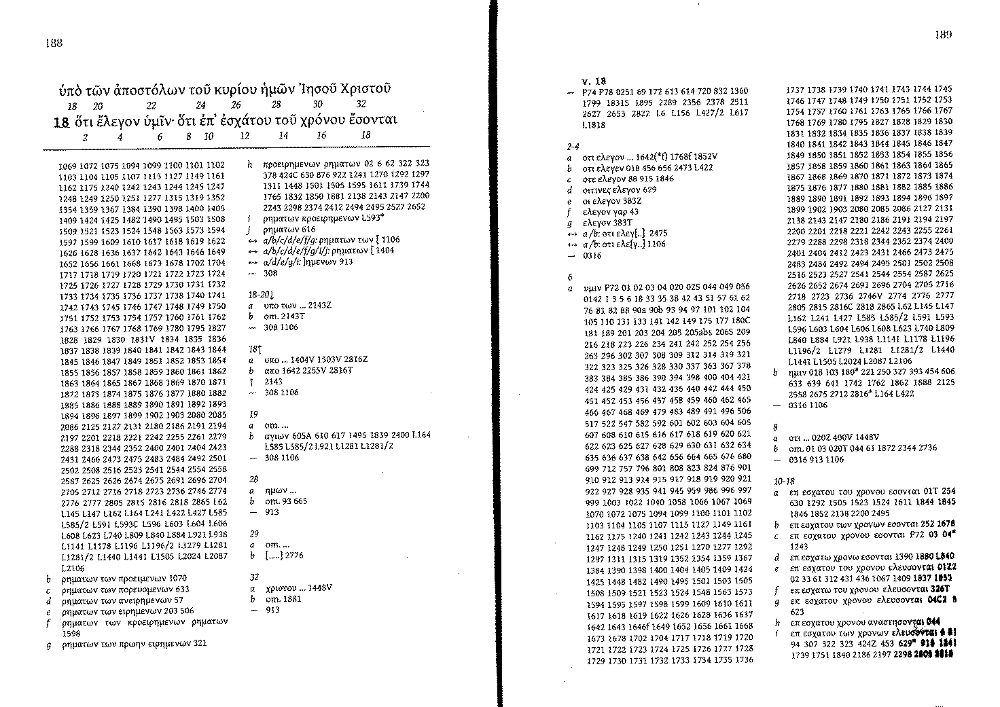 188
ὑπὸ τῶν ἀποστόλων τοῦ κυρίου ἡμῶν Ἰησοῦ Χριστοῦ
18 20 22 24 26 28 30 32
18 ὅτι ἔλεγον ὑμῖν· ὅτι ἐπ’ ἐσχάτου τοῦ χρόνου ἔσονται
2 4 6 8 10 12 14 16 18
1069 1072 1075 1094 1099 1100 1101 1102
1103 1104 1105 1107 1115 1127 1149 1161
1162 1175 1240 1242 1243 1244 1245 1247
1248 1249 1250 1251 1277 1315 1319 1352
1354 1359 1367 1384 1390 1398 1400 1405
1409 1424 1425 1482 1490 1495 1503 1508
1509 1521 1523 1524 1548 1563 1573 1594
1597 1599 1609 1610 1617 1618 1619 1622
1626 1628 1636 1637 1642 1643 1646 1649
1652 1656 1661 1668 1673 1678 1702 1704
1717 1718 1719 1720 1721 1722 1723 1724
1725 1726 1727 1728 1729 1730 1731 1732
1733 1734 1735 1736 1737 1738 1740 1741
1742 1743 1745 1746 1747 1748 1749 1750
1751 1752 1753 1754 1757 1760 1761 1762
1763 1766 1767 1768 1769 1780 1795 1827
1828 1829 1830 1831V 1834 1835 1836
1837 1838 1839 1840 1841 1842 1843 1844
1845 1846 1847 1849 1851 1852 1853 1854
1855 1856 1857 1858 1859 1860 1861 1862
1863 1864 1865 1867 1868 1869 1870 1871
1872 1873 1874 1875 1876 1877 1880 1882
1885 1886 1888 1889 1890 1891 1892 1893
1894 1896 1897 1899 1902 1903 2080 2085
2086 2125 2127 2131 2180 2186 2191 2194
2197 2201 2218 2221 2242 2255 2261 2279
2288 2318 2344 2352 2400 2401 2404 2423
2431 2466 2473 2475 2483 2484 2492 2501
2502 2508 2516 2523 2541 2544 2554 2558
2587 2625 2626 2674 2675 2691 2696 2704
2705 2712 2716 2718 2723 2736 2746 2774
2776 2777 2805 2815 2816 2818 2865 L62
L145 L147 L162 L164 L241 L422 L427 L585
L585/2 L591 L593C L596 L603 L604 L606
L608 L623 L740 L809 L840 L884 L921 L938
L1141 L1178 L1196 L1196/2 L1279 L1281
L1281/2 L1440 L1441 L1505 L2024 L2087
L2106
b ρηματων των προειμενων 1070
c ρηματων των πορευομενων 633
d ρηματων των ανειρημενων 57
e ρηματων των ειρημενων 203 506
f ρηματων των προειρημενων ρηματων
1598
g ρηματων των πρωην ειρημενων 321
h προειρημενων ρηματων 02 6 62 322 323
378 424C 630 876 922 1241 1270 1292 1297
1311 1448 1501 1505 1595 1611 1739 1744
1765 1832 1850 1881 2138 2143 2147 2200
2243 2298 2374 2412 2494 2495 2527 2652
i ρηματων προειρημενων L593*
j ρηματων 616
↔ a/b/c/d/e/f/g: ρηματων των [ 1106
↔ a/b/c/d/e/f/g/i/j: ρηματων [ 1404
↔ a/d/e/g/i: ]ημενων 913
— 308
18-20↓
a υπο των ... 2143Z
b om. 2143T
— 308 1106
18↑
a υπο ... 1404V 1503V 2816Z
b απο 1642 2255V 2816T
↑ 2143
— 308 1106
19
a om. ...
b αγιων 605A 610 617 1495 1839 2400 L164
L585 L585/2 L921 L1281 L1281/2
— 308 1106
28
a ημων ...
b om. 93 665
— 913
29
a om. ...
b [.....] 2776
32
a χριστου ... 1448V
b om. 1881
— 913
189
v. 18
— P74 P78 0251 69 172 613 614 720 832 1360
1799 1831S 1895 2289 2356 2378 2511
2627 2653 2822 L6 L156 L427/2 L617
L1818
2-4
a οτι ελεγον ... 1642(*f) 1768f 1852V
b οτι ελεγεν 018 456 656 2473 L422
c οτε ελεγον 88 915 1846
d οιτινες ελεγον 629
e οι ελεγον 383Z
f ελεγον γαρ 43
g ελεγον 383T
↔ a/b: οτι ελεγ[..] 2475
↔ a/b: οτι ελε[γ..] 1106
— 0316
6
a υμιν P72 01 02 03 04 020 025 044 049 056
0142 1 3 5 6 18 33 35 38 42 43 51 57 61 62
76 81 82 88 90a 90b 93 94 97 101 102 104
105 110 131 133 141 142 149 175 177 180C
181 189 201 203 204 205 205abs 206S 209
216 218 223 226 234 241 242 252 254 256
263 296 302 307 308 309 312 314 319 321
322 323 325 326 328 330 337 363 367 378
383 384 385 386 390 394 398 400 404 421
424 425 429 431 432 436 440 442 444 450
451 452 453 456 457 458 459 460 462 465
466 467 468 469 479 483 489 491 496 506
517 522 547 582 592 601 602 603 604 605
607 608 610 615 616 617 618 619 620 621
622 623 625 627 628 629 630 631 632 634
635 636 637 638 642 656 664 665 676 680
699 712 757 796 801 808 823 824 876 901
910 912 913 914 915 917 918 919 920 921
922 927 928 935 941 945 959 986 996 997
999 1003 1022 1040 1058 1066 1067 1069
1070 1072 1075 1094 1099 1100 1101 1102
1103 1104 1105 1107 1115 1127 1149 1161
1162 1175 1240 1241 1242 1243 1244 1245
1247 1248 1249 1250 1251 1270 1277 1292
1297 1311 1315 1319 1352 1354 1359 1367
1384 1390 1398 1400 1404 1405 1409 1424
1425 1448 1482 1490 1495 1501 1503 1505
1508 1509 1521 1523 1524 1548 1563 1573
1594 1595 1597 1598 1599 1609 1610 1611
1617 1618 1619 1622 1626 1628 1636 1637
1642 1643 1646f 1649 1652 1656 1661 1668
1673 1678 1702 1704 1717 1718 1719 1720
1721 1722 1723 1724 1725 1726 1727 1728
1729 1730 1731 1732 1733 1734 1735 1736
1737 1738 1739 1740 1741 1743 1744 1745
1746 1747 1748 1749 1750 1751 1752 1753
1754 1757 1760 1761 1763 1765 1766 1767
1768 1769 1780 1795 1827 1828 1829 1830
1831 1832 1834 1835 1836 1837 1838 1839
1840 1841 1842 1843 1844 1845 1846 1847
1849 1850 1851 1852 1853 1854 1855 1856
1857 1858 1859 1860 1861 1863 1864 1865
1867 1868 1869 1870 1871 1872 1873 1874
1875 1876 1877 1880 1881 1882 1885 1886
1889 1890 1891 1892 1893 1894 1896 1897
1899 1902 1903 2080 2085 2086 2127 2131
2138 2143 2147 2180 2186 2191 2194 2197
2200 2201 2218 2221 2242 2243 2255 2261
2279 2288 2298 2318 2344 2352 2374 2400
2401 2404 2412 2423 2431 2466 2473 2475
2483 2484 2492 2494 2495 2501 2502 2508
2516 2523 2527 2541 2544 2554 2587 2625
2626 2652 2674 2691 2696 2704 2705 2716
2718 2723 2736 2746V 2774 2776 2777
2805 2815 2816C 2818 2865 L62 L145 L147
L162 L241 L427 L585 L585/2 L591 L593
L596 L603 L604 L606 L608 L623 L740 L809
L840 L884 L921 L938 L1141 L1178 L1196
L1196/2 L1279 L1281 L1281/2 L1440
L1441 L1505 L2024 L2087 L2106
b ημιν 018 103 180* 221 250 327 393 454 606
633 639 641 1742 1762 1862 1888 2125
2558 2675 2712 2816* L164 L422
— 0316 1106
8
a οτι ... 020Z 400V 1448V
b om. 01 03 020T 044 61 1872 2344 2736
— 0316 913 1106
10-18
a επ εσχατου του χρονου εσονται 01T 254
630 1292 1505 1523 1524 1611 1844 1845
1846 1852 2138 2200 2495
b επ εσχατου των χρονων εσονται 252 1678
c επ εσχατου χρονου εσονται P72 03 04*
1243
d επ εσχατω χρονω εσονται 1390 1880 L840
e επ εσχατου του χρονου ελευσονται 01Z2
02 33 61 312 431 436 1067 1409 1837 1853
f επ εσχατω του χρονου ελευσονται 326T
g επ εσχατου χρονου ελευσονται 04C2 5
623
h επ εσχατου χρονου αναστησονται 044
i επ εσχατου των χρονων ελευσονται 6 81
94 307 322 323 424Z 453 629* 918 1841
1739 1751 1840 2186 2197 2298 2805 2818